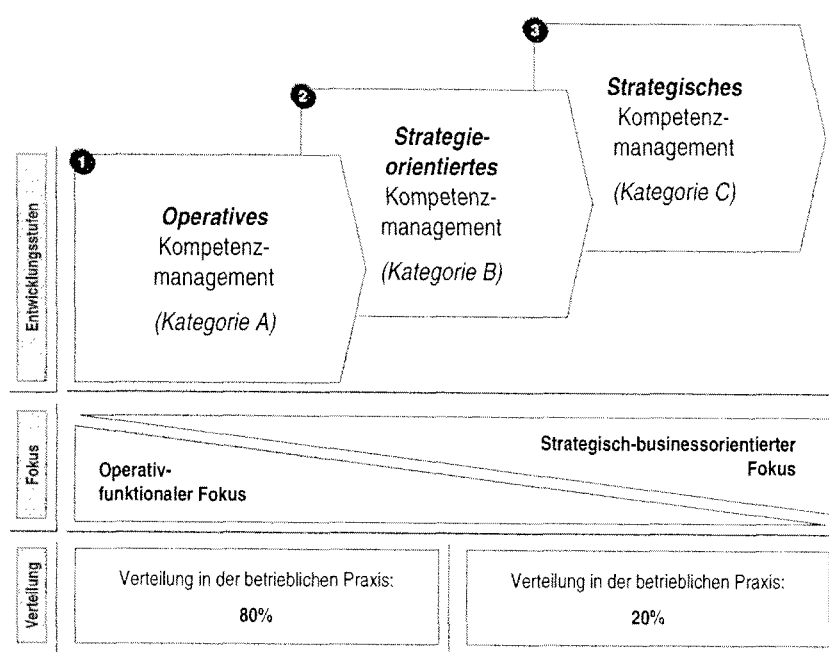 3
Strategisches
Kompetenz-
management
(Kategorie C)
2
Strategie-
orientiertes
Kompetenz-
management
(Kategorie B)
1
Operatives
Kompetenz-
management
(Kategorie A)
Entwicklungsstufen
Fokus
Operativ-
funktionaler Fokus
Strategisch-businessorientierter
Fokus
Verteilung
Verteilung in der betrieblichen Praxis:
80%
Verteilung in der betrieblichen Praxis:
20%